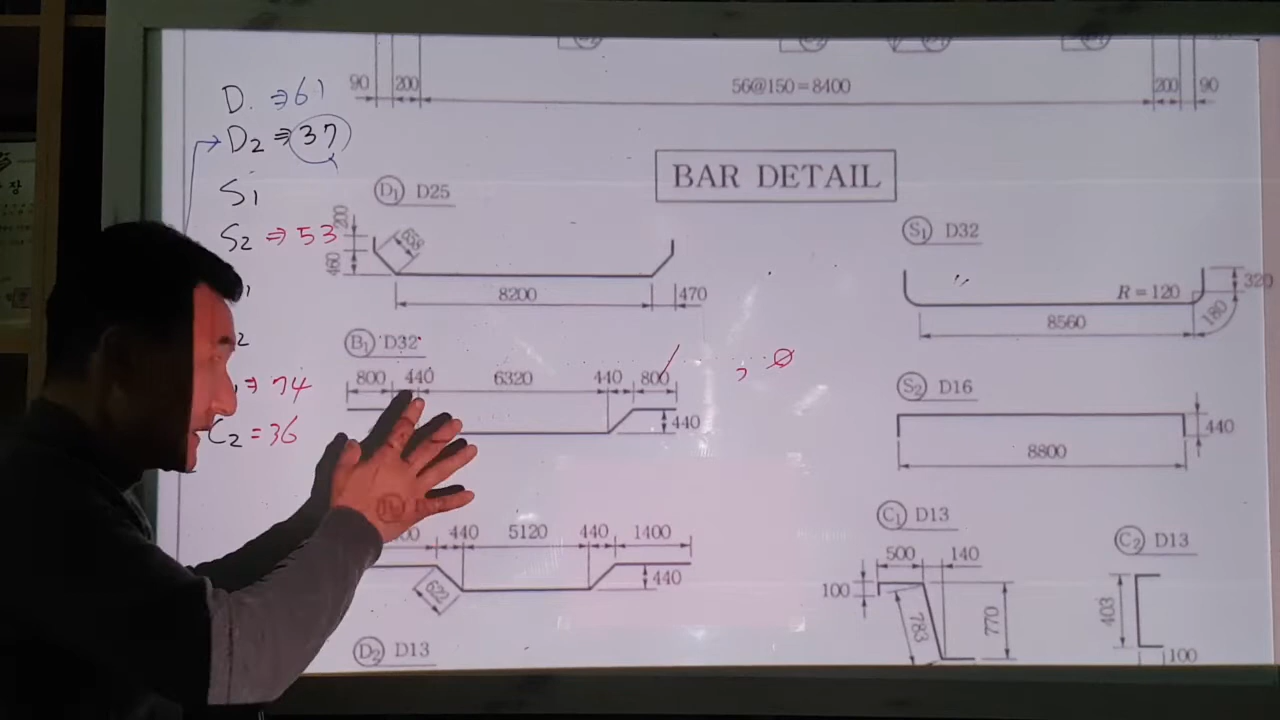 90
200
56@150=8400
200
90
D. ⇒ 61
D2 ⇒ 37
S1
S2 ⇒ 53
⇒ 74
C2 = 36
BAR DETAIL
D1 D25
200
460
658
8200
470
B1 D32
800
440
6320
440
800
440
, Ø
440
5120
440
1400
622
440
D2 D13
S1 D32
R=120
320
180
8560
S2 D16
440
8800
C1 D13
500
140
100
783
770
C2 D13
403
100